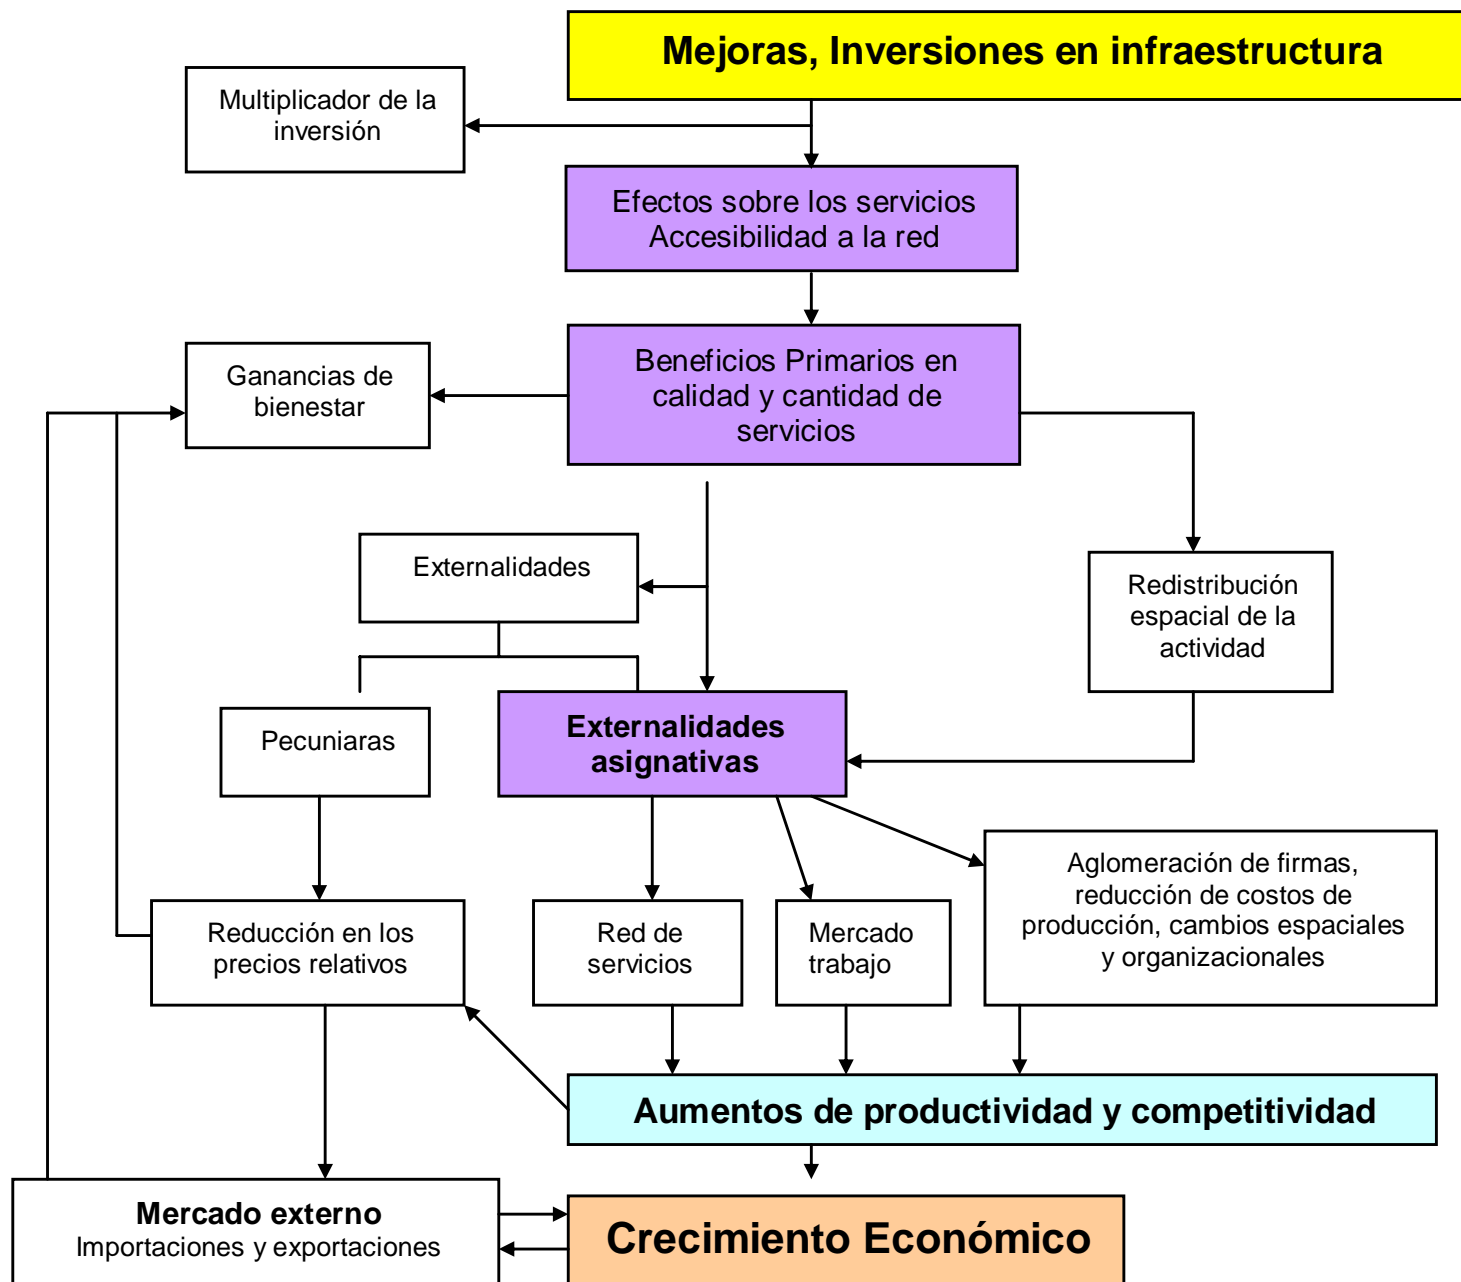 Mejoras, Inversiones en infraestructura
Multiplicador de la
inversión
Efectos sobre los servicios
Accesibilidad a la red
Beneficios Primarios en
calidad y cantidad de
servicios
Ganancias de
bienestar
Externalidades
Redistribución
espacial de la
actividad
Pecuniaras
Externalidades
asignativas
Aglomeración de firmas,
reducción de costos de
producción, cambios espaciales
y organizacionales
Reducción en los
precios relativos
Red de
servicios
Mercado
trabajo
Aumentos de productividad y competitividad
Mercado externo
Importaciones y exportaciones
Crecimiento Económico